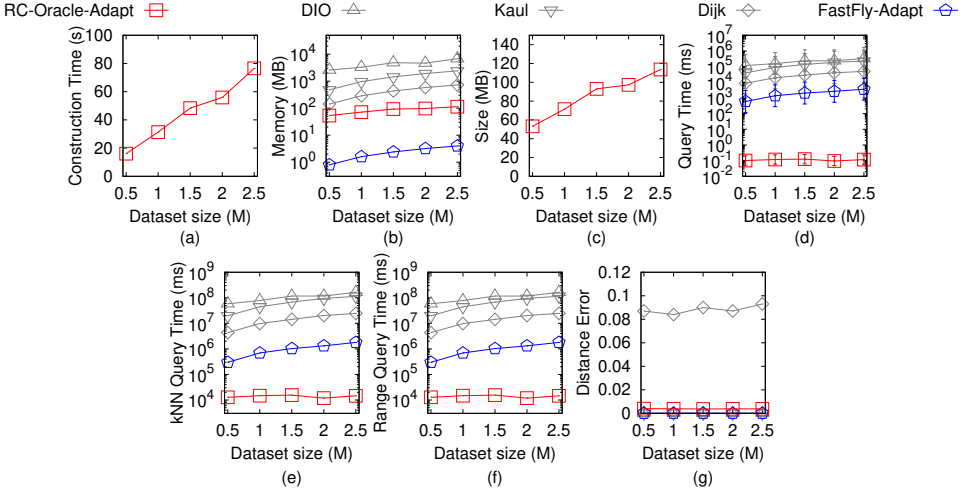 RC-Oracle-Adapt DIO Kaul Dijk FastFly-Adapt
Construction Time (s)
100
80
60
40
20
0
0.5 1 1.5 2 2.5
Dataset size (M)
(a)
Memory (MB)
10^4
10^3
10^2
10^1
10^0
0.5 1 1.5 2 2.5
Dataset size (M)
(b)
Size (MB)
140
120
100
80
60
40
20
0
0.5 1 1.5 2 2.5
Dataset size (M)
(c)
Query Time (ms)
10^7
10^6
10^5
10^4
10^3
10^2
10^1
10^0
10^-1
10^-2
0.5 1 1.5 2 2.5
Dataset size (M)
(d)
kNN Query Time (ms)
10^9
10^8
10^7
10^6
10^5
10^4
0.5 1 1.5 2 2.5
Dataset size (M)
(e)
Range Query Time (ms)
10^9
10^8
10^7
10^6
10^5
10^4
0.5 1 1.5 2 2.5
Dataset size (M)
(f)
Distance Error
0.12
0.1
0.08
0.06
0.04
0.02
0
0.5 1 1.5 2 2.5
Dataset size (M)
(g)